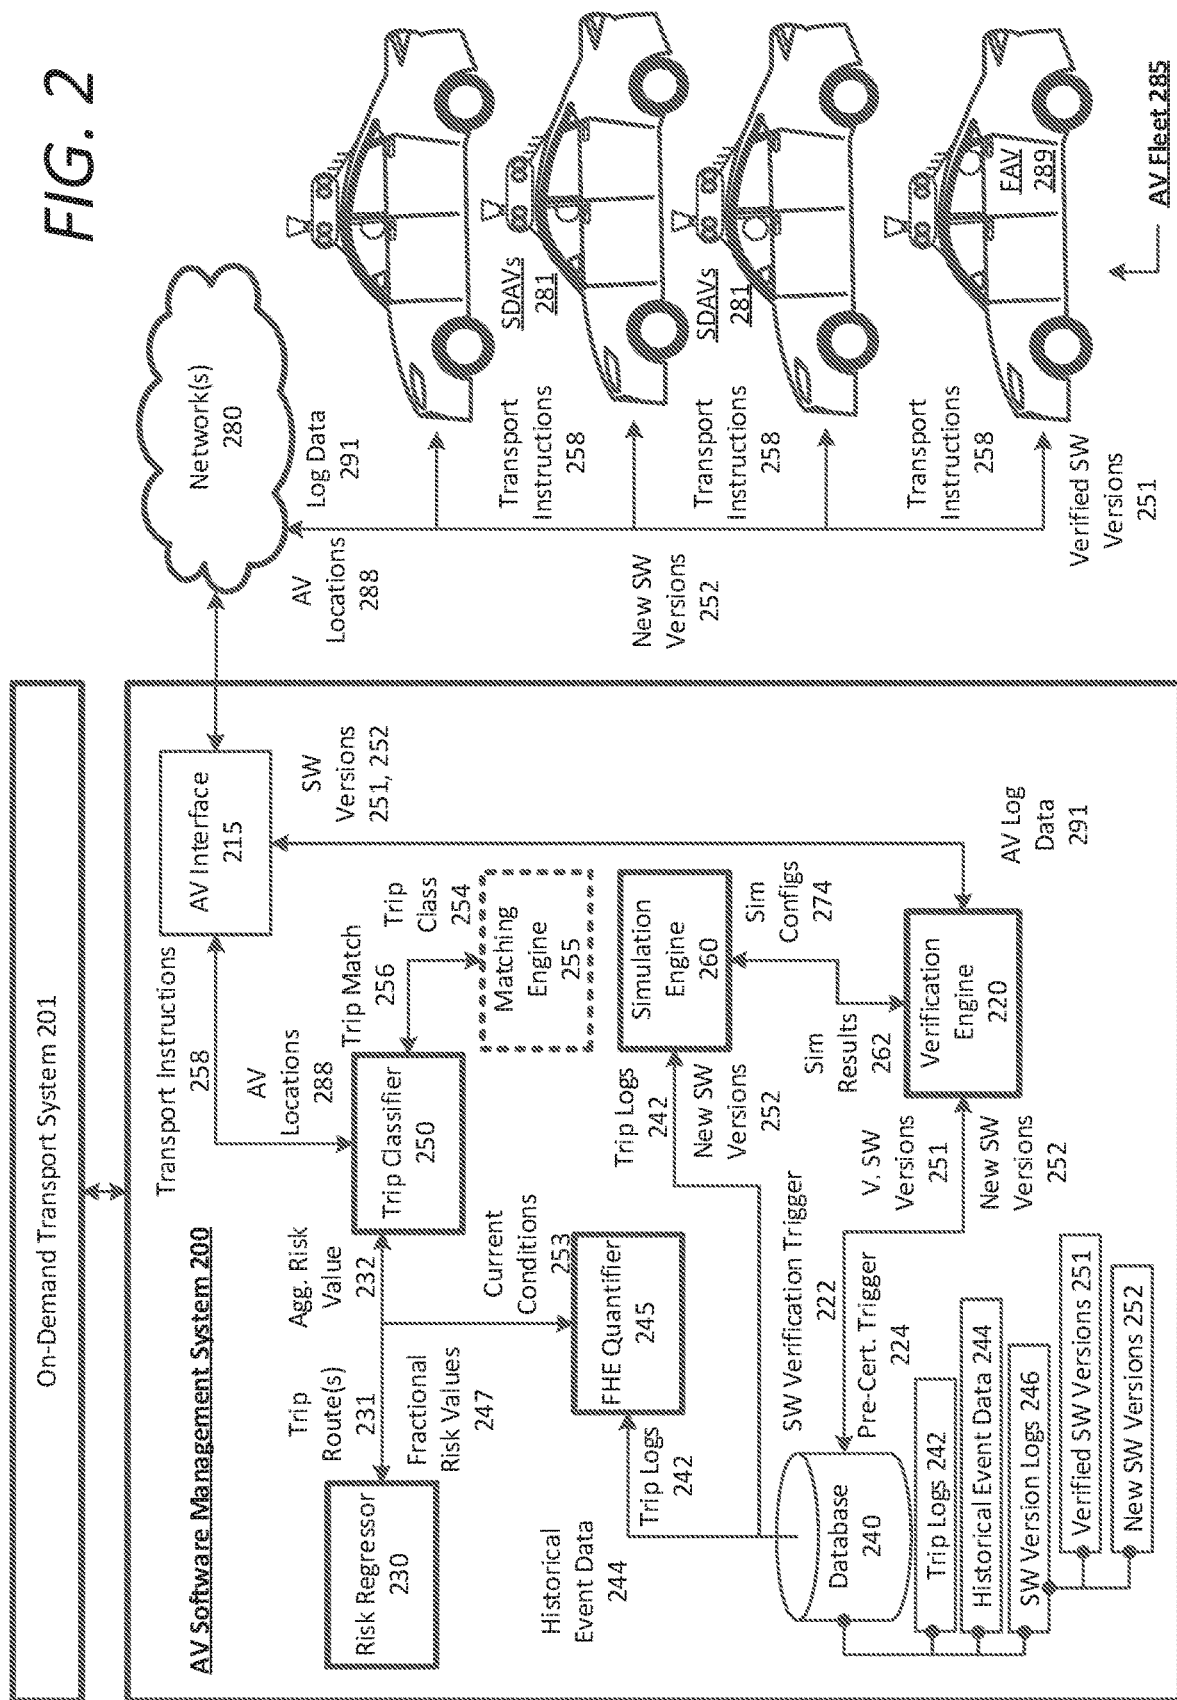 FIG. 2
On-Demand Transport System 201
AV Software Management System 200
Risk Regressor
230
Trip
Route(s)
231
Agg. Risk
Value
232
Fractional
Risk Values
247
Current
Conditions
253
Trip Classifier
250
Transport Instructions
258
AV
Locations
288
AV Interface
215
Trip Match
256
Trip
Class
254
Matching
Engine
255
SW
Versions
251, 252
Historical
Event Data
244
Trip Logs
242
FHE Quantifier
245
Trip Logs
242
New SW
Versions
252
Simulation
Engine
260
Sim
Results
262
Sim
Configs
274
AV Log
Data
291
SW Verification Trigger
222
Pre-Cert. Trigger
224
V. SW
Versions
251
New SW
Versions
252
Verification
Engine
220
Database
240
Trip Logs 242
Historical Event Data 244
SW Version Logs 246
Verified SW Versions 251
New SW Versions 252
Network(s)
280
AV
Locations
288
Log Data
291
Transport
Instructions
258
SDAVs
281
New SW
Versions
252
Transport
Instructions
258
SDAVs
281
Transport
Instructions
258
Verified SW
Versions
251
FAV
289
AV Fleet 285